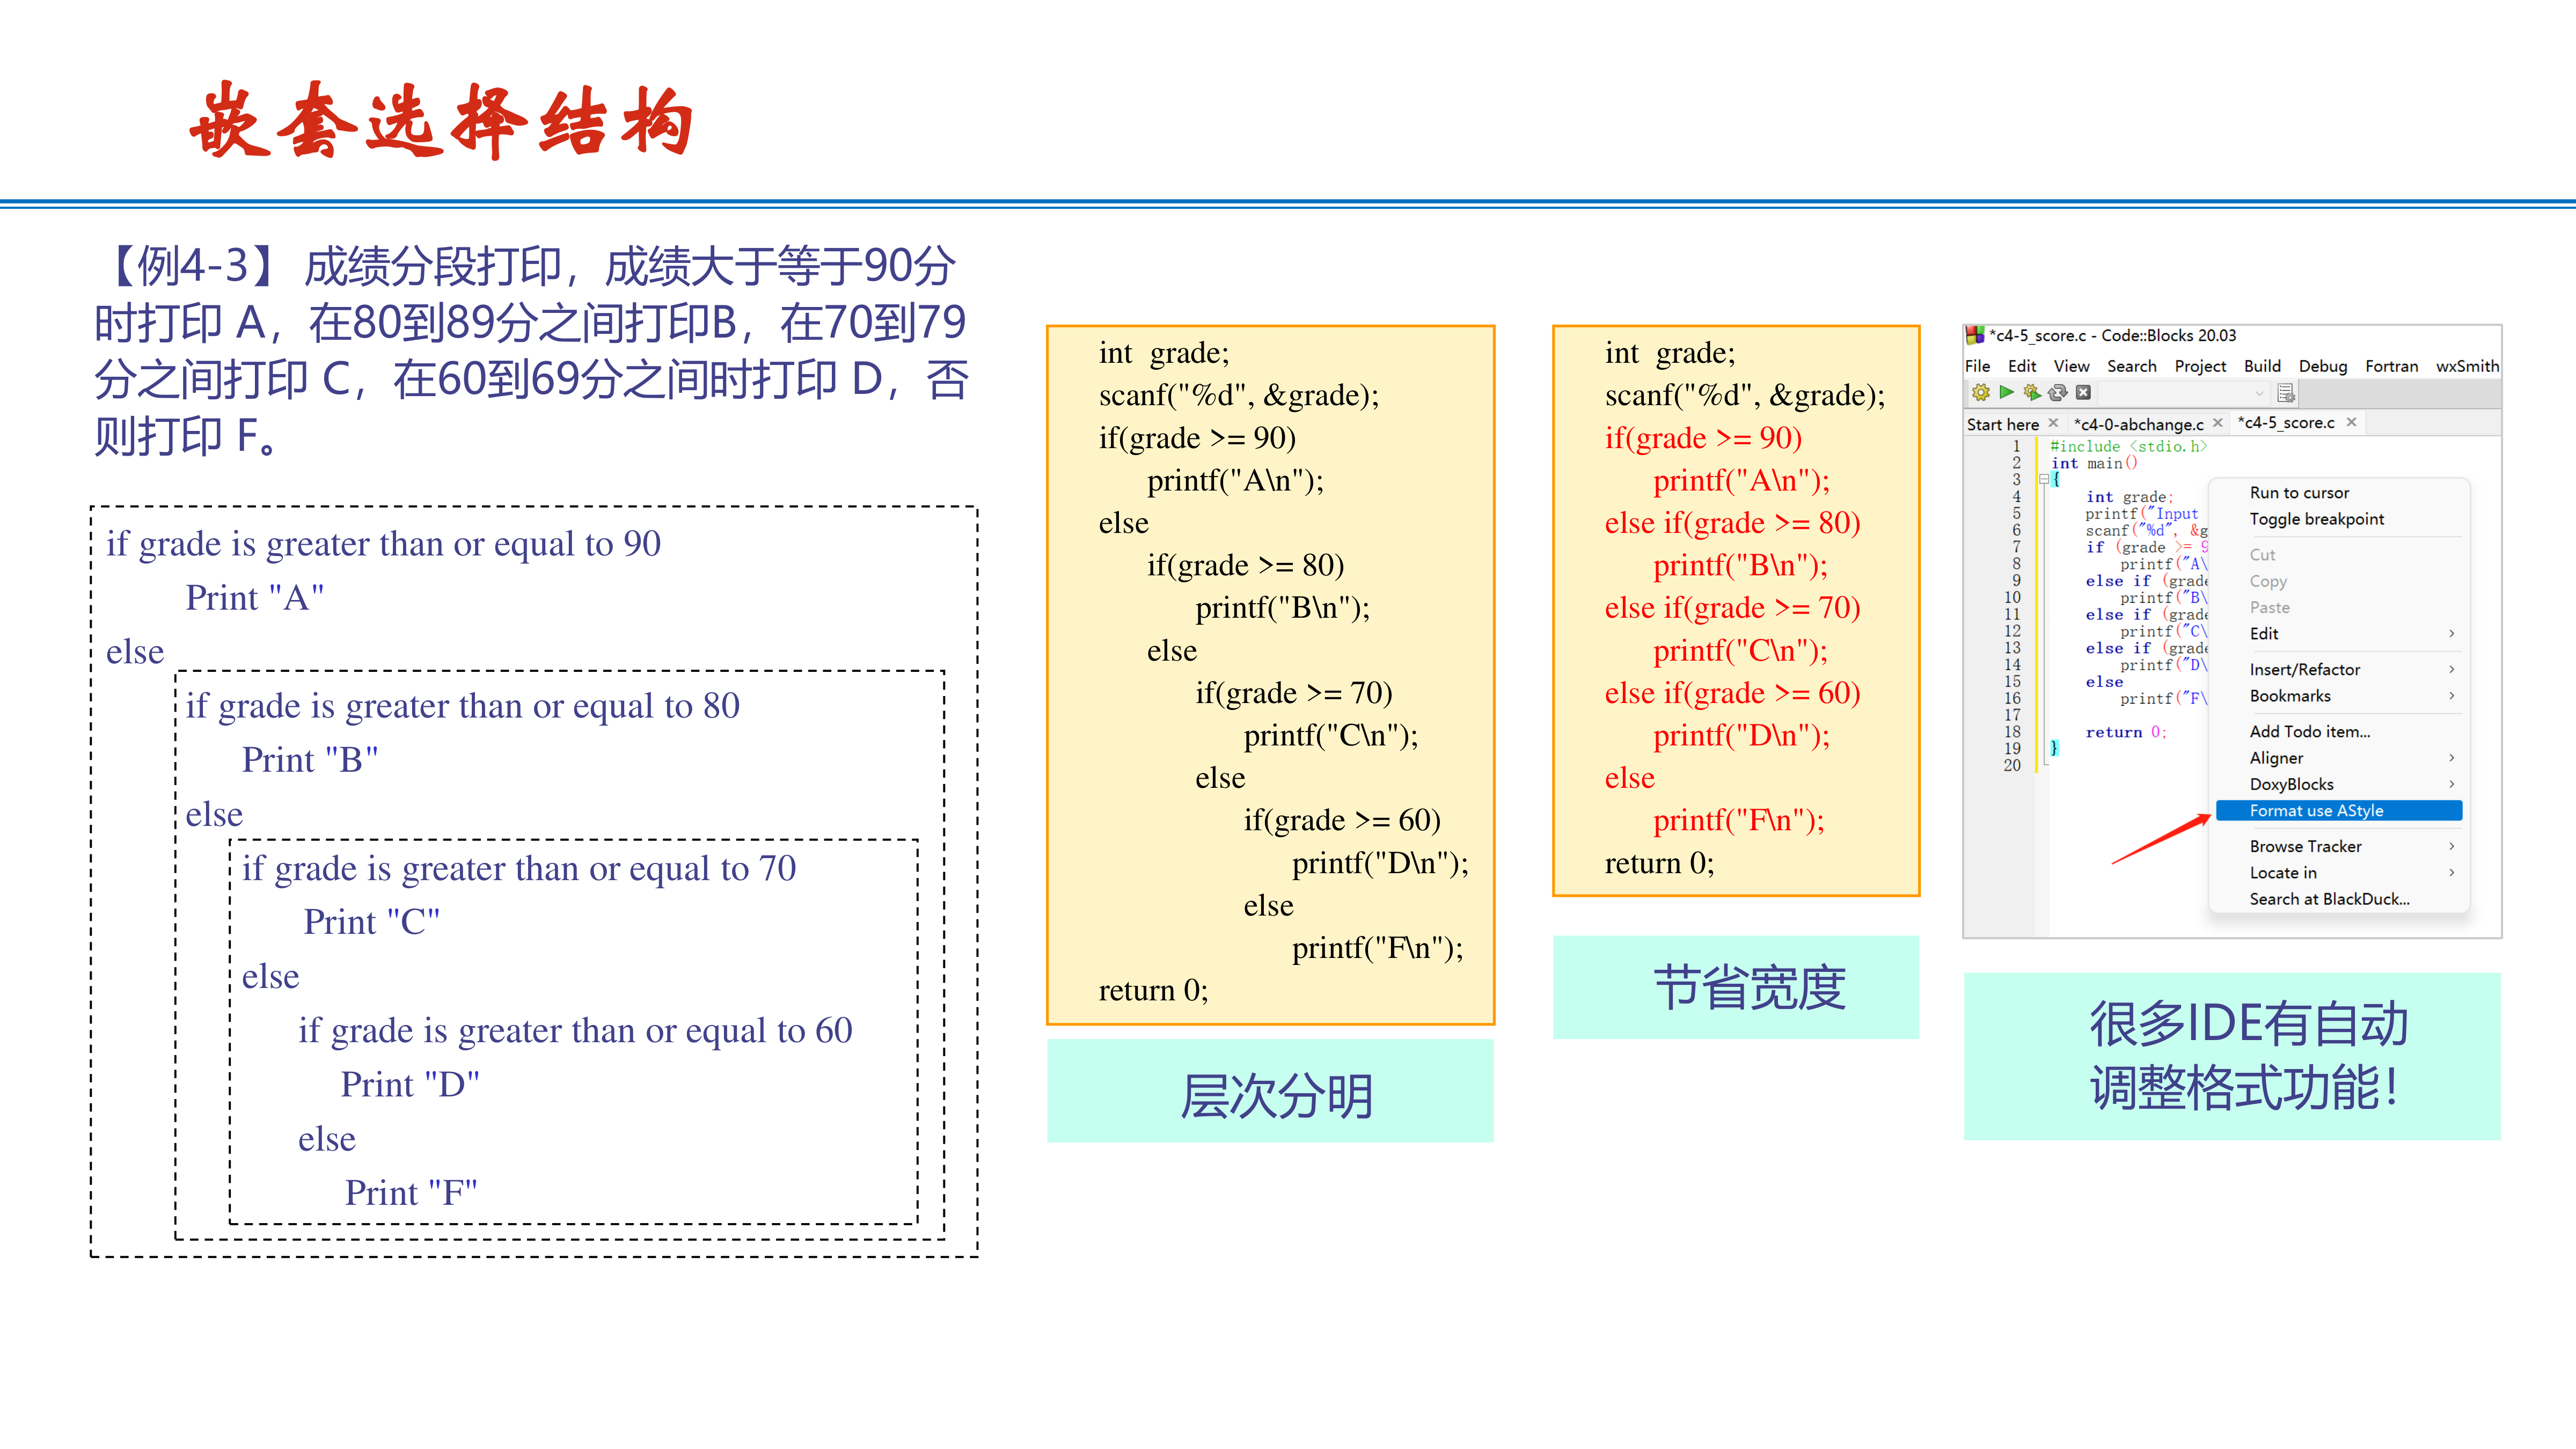 嵌套选择结构
【例4-3】 成绩分段打印，成绩大于等于90分
时打印 A，在80到89分之间打印B，在70到79
分之间打印 C，在60到69分之间时打印 D，否
则打印 F。
if grade is greater than or equal to 90
Print "A"
else
if grade is greater than or equal to 80
Print "B"
else
if grade is greater than or equal to 70
Print "C"
else
if grade is greater than or equal to 60
Print "D"
else
Print "F"
int grade;
scanf("%d", &grade);
if(grade >= 90)
printf("A\n");
else
if(grade >= 80)
printf("B\n");
else
if(grade >= 70)
printf("C\n");
else
if(grade >= 60)
printf("D\n");
else
printf("F\n");
return 0;
层次分明
int grade;
scanf("%d", &grade);
if(grade >= 90)
printf("A\n");
else if(grade >= 80)
printf("B\n");
else if(grade >= 70)
printf("C\n");
else if(grade >= 60)
printf("D\n");
else
printf("F\n");
return 0;
节省宽度
*c4-5_score.c - Code::Blocks 20.03
File Edit View Search Project Build Debug Fortran wxSmith
Start here *c4-0-abchange.c *c4-5_score.c
1 #include <stdio.h>
2 int main()
3 {
4 int grade;
5 printf("Input
6 scanf("%d", &g
7 if (grade >= 9
8 printf("A\
9 else if (grade
10 printf("B\
11 else if (grade
12 printf("C\
13 else if (grade
14 printf("D\
15 else
16 printf("F\
17
18 return 0;
19 }
20
Run to cursor
Toggle breakpoint
Cut
Copy
Paste
Edit
Insert/Refactor
Bookmarks
Add Todo item...
Aligner
DoxyBlocks
Format use AStyle
Browse Tracker
Locate in
Search at BlackDuck...
很多IDE有自动
调整格式功能！